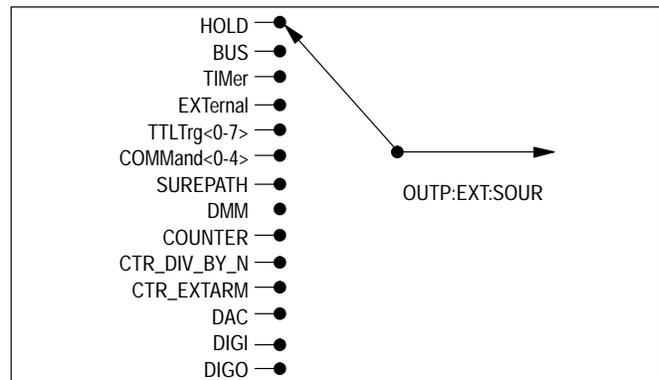 HOLD
BUS
TIMer
EXTernal
TTLTrg<0-7>
COMMand<0-4>
SUREPATH
OUTP:EXT:SOUR
DMM
COUNTER
CTR_DIV_BY_N
CTR_EXTARM
DAC
DIGI
DIGO